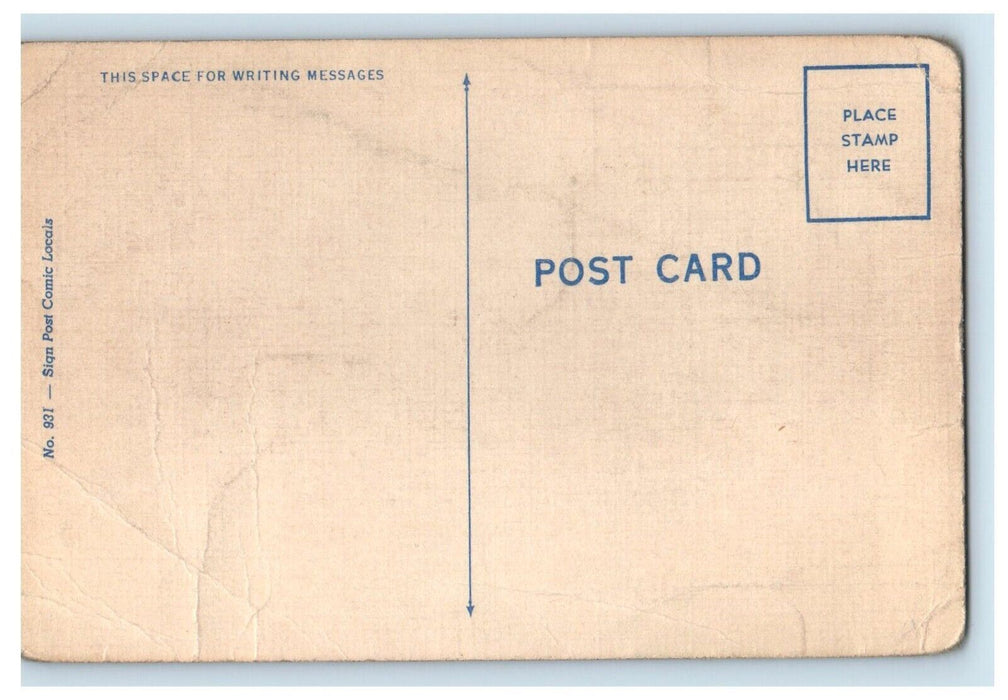 THIS SPACE FOR WRITING MESSAGES
PLACE
STAMP
HERE
POST CARD
No. 931 — Sign Post Comic Locals